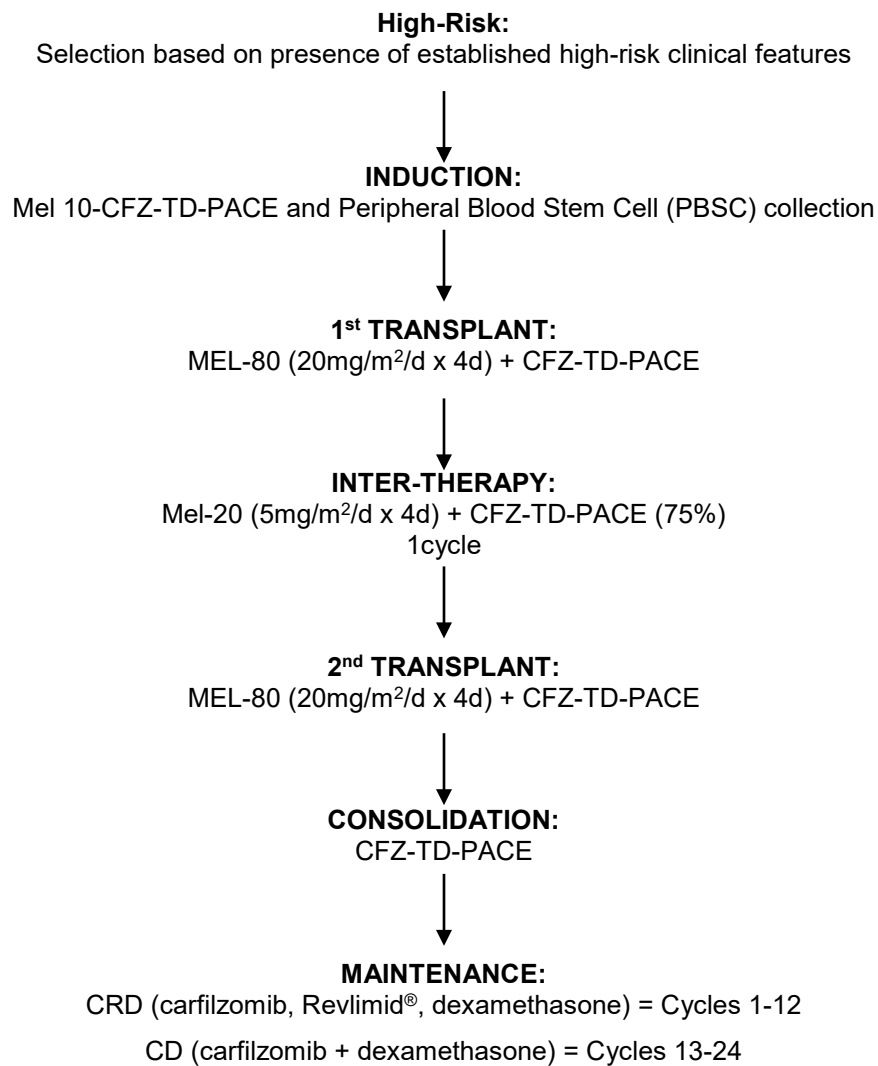 High-Risk:
Selection based on presence of established high-risk clinical features
INDUCTION:
Mel 10-CFZ-TD-PACE and Peripheral Blood Stem Cell (PBSC) collection
1st TRANSPLANT:
MEL-80 (20mg/m²/d x 4d) + CFZ-TD-PACE
INTER-THERAPY:
Mel-20 (5mg/m²/d x 4d) + CFZ-TD-PACE (75%)
1cycle
2nd TRANSPLANT:
MEL-80 (20mg/m²/d x 4d) + CFZ-TD-PACE
CONSOLIDATION:
CFZ-TD-PACE
MAINTENANCE:
CRD (carfilzomib, Revlimid®, dexamethasone) = Cycles 1-12
CD (carfilzomib + dexamethasone) = Cycles 13-24